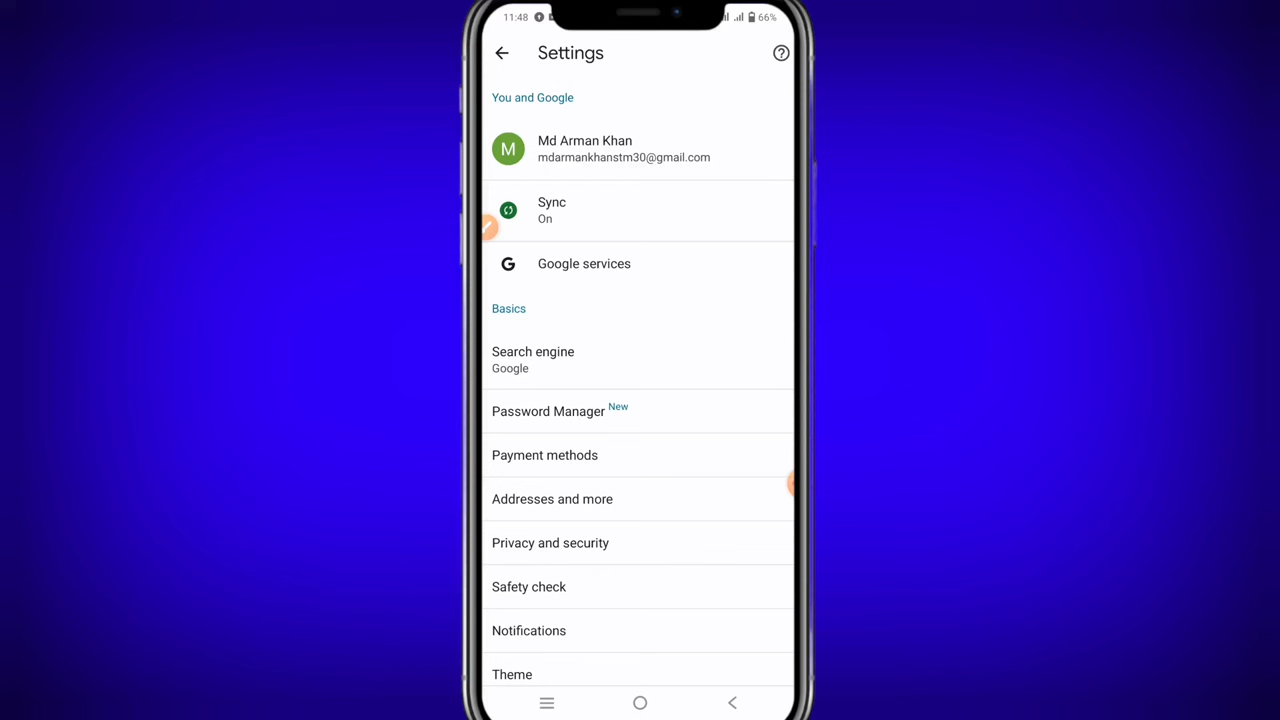 11:48 66%
Settings
You and Google
M Md Arman Khan
mdarmankhanstm30@gmail.com
Sync
On
Google services
Basics
Search engine
Google
Password Manager New
Payment methods
Addresses and more
Privacy and security
Safety check
Notifications
Theme